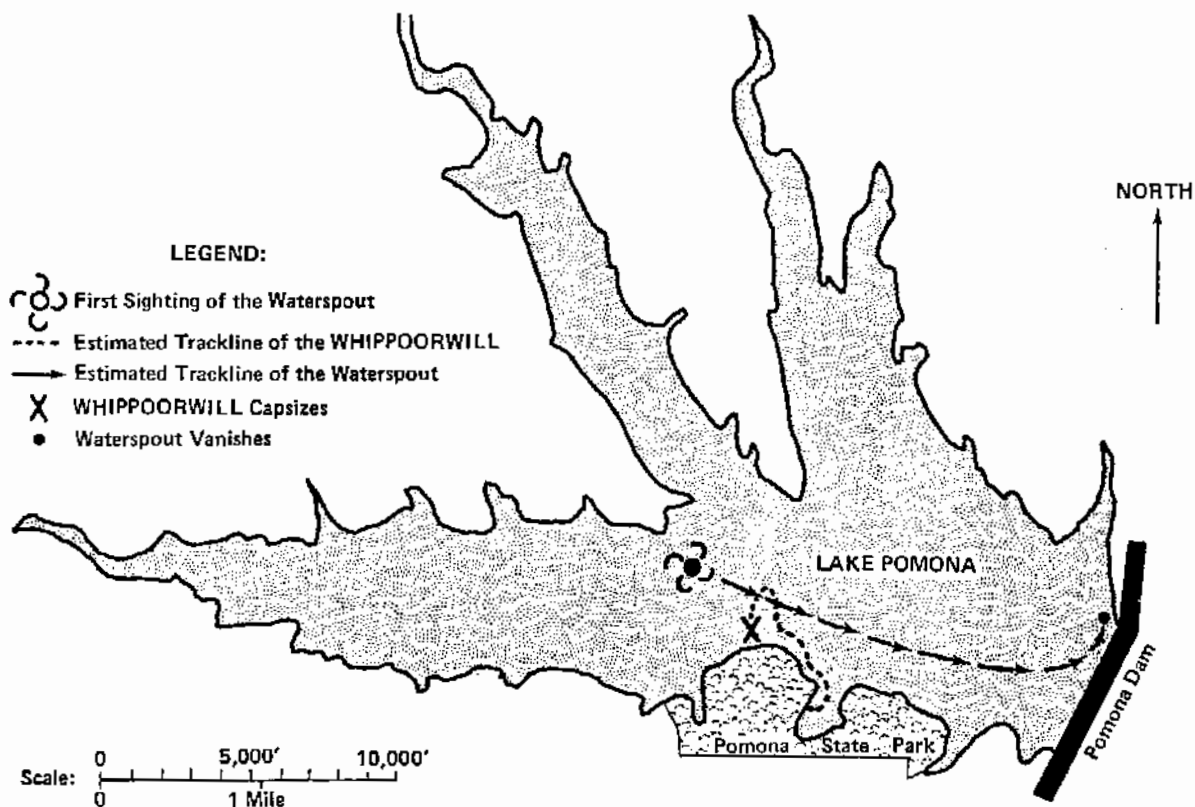 NORTH
LEGEND:
First Sighting of the Waterspout
Estimated Trackline of the WHIPPOORWILL
Estimated Trackline of the Waterspout
WHIPPOORWILL Capsizes
Waterspout Vanishes
LAKE POMONA
Pomona Dam
Pomona State Park
0 5,000' 10,000'
Scale:
0 1 Mile